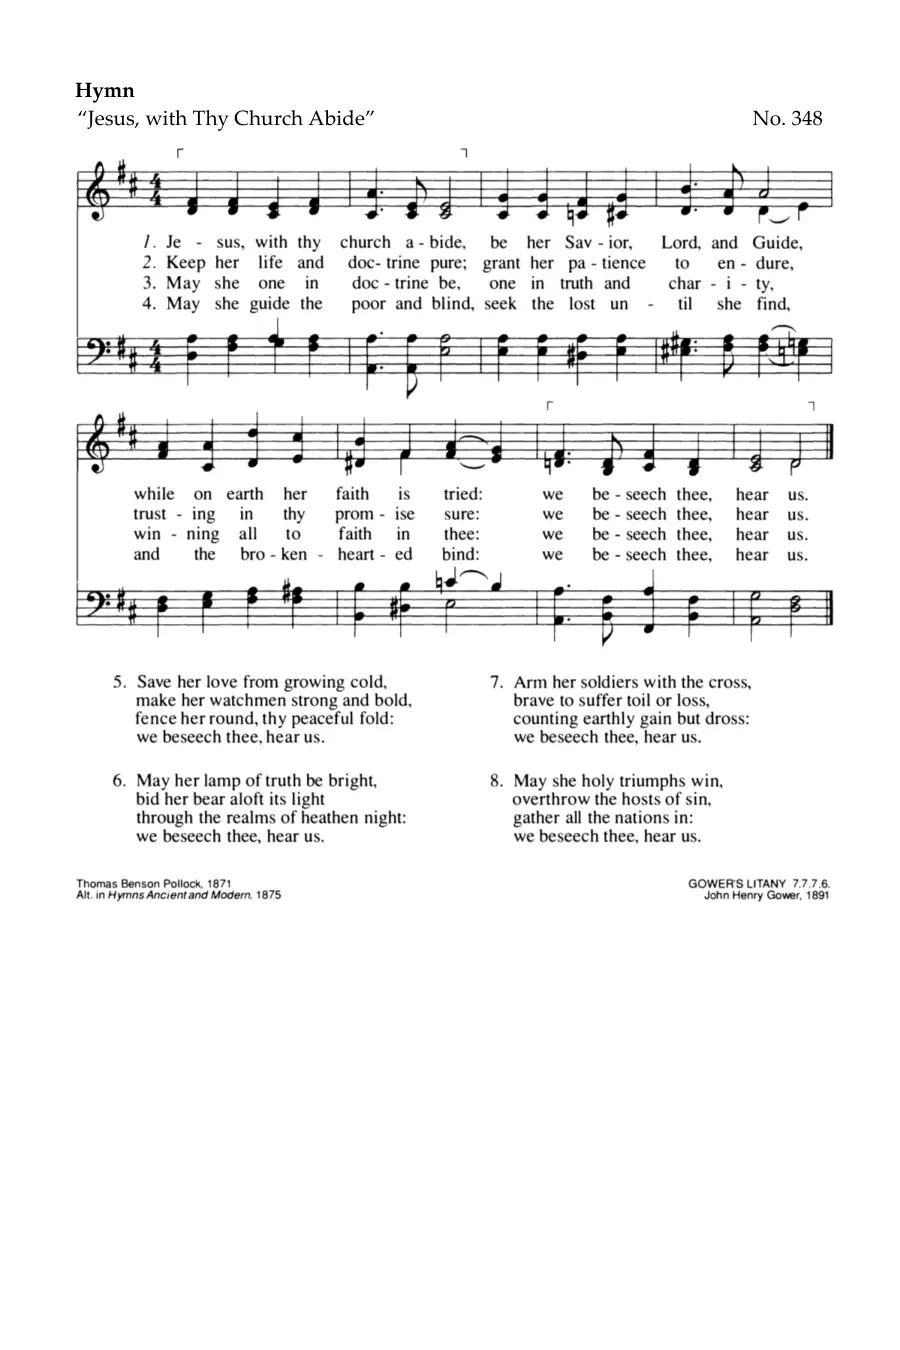 Hymn
“Jesus, with Thy Church Abide” No. 348
1. Je - sus, with thy church a - bide, be her Sav - ior, Lord, and Guide,
2. Keep her life and doc- trine pure; grant her pa - tience to en - dure,
3. May she one in doc - trine be, one in truth and char - i - ty,
4. May she guide the poor and blind, seek the lost un - til she find,
while on earth her faith is tried: we be - seech thee, hear us.
trust - ing in thy prom - ise sure: we be - seech thee, hear us.
win - ning all to faith in thee: we be - seech thee, hear us.
and the bro - ken - heart - ed bind: we be - seech thee, hear us.
5. Save her love from growing cold,
make her watchmen strong and bold,
fence her round, thy peaceful fold:
we beseech thee, hear us.
6. May her lamp of truth be bright,
bid her bear aloft its light
through the realms of heathen night:
we beseech thee, hear us.
7. Arm her soldiers with the cross,
brave to suffer toil or loss,
counting earthly gain but dross:
we beseech thee, hear us.
8. May she holy triumphs win,
overthrow the hosts of sin,
gather all the nations in:
we beseech thee, hear us.
Thomas Benson Pollock, 1871
Alt. in Hymns Ancient and Modern, 1875
GOWER'S LITANY 7.7.7.6.
John Henry Gower, 1891